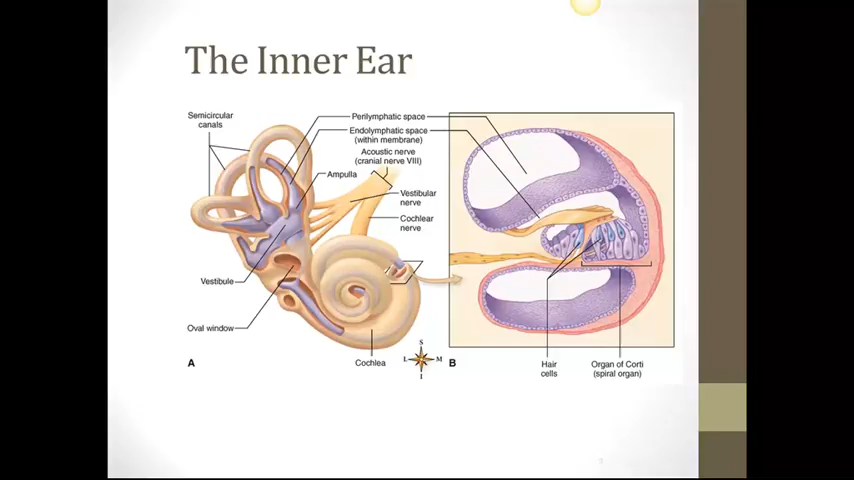 The Inner Ear
Semicircular
canals
Perilymphatic space
Endolymphatic space
(within membrane)
Acoustic nerve
(cranial nerve VIII)
Ampulla
Vestibular
nerve
Cochlear
nerve
Vestibule
Oval window
S
L
M
I
A
Cochlea
B
Hair
cells
Organ of Corti
(spiral organ)